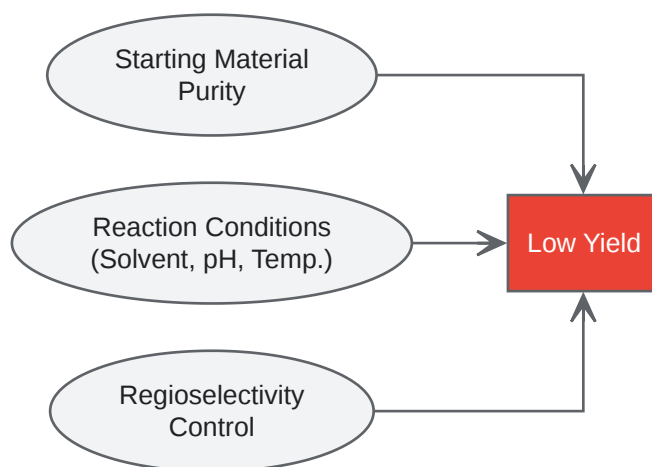 Starting Material
Purity
Reaction Conditions
(Solvent, pH, Temp.)
Low Yield
Regioselectivity
Control